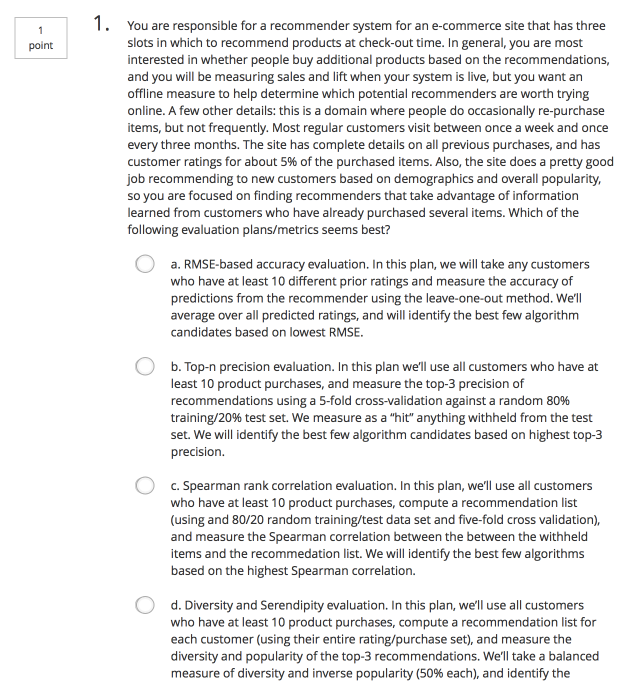 1
point
1.
You are responsible for a recommender system for an e-commerce site that has three
slots in which to recommend products at check-out time. In general, you are most
interested in whether people buy additional products based on the recommendations,
and you will be measuring sales and lift when your system is live, but you want an
offline measure to help determine which potential recommenders are worth trying
online. A few other details: this is a domain where people do occasionally re-purchase
items, but not frequently. Most regular customers visit between once a week and once
every three months. The site has complete details on all previous purchases, and has
customer ratings for about 5% of the purchased items. Also, the site does a pretty good
job recommending to new customers based on demographics and overall popularity,
so you are focused on finding recommenders that take advantage of information
learned from customers who have already purchased several items. Which of the
following evaluation plans/metrics seems best?
a. RMSE-based accuracy evaluation. In this plan, we will take any customers
who have at least 10 different prior ratings and measure the accuracy of
predictions from the recommender using the leave-one-out method. We'll
average over all predicted ratings, and will identify the best few algorithm
candidates based on lowest RMSE.
b. Top-n precision evaluation. In this plan we'll use all customers who have at
least 10 product purchases, and measure the top-3 precision of
recommendations using a 5-fold cross-validation against a random 80%
training/20% test set. We measure as a "hit" anything withheld from the test
set. We will identify the best few algorithm candidates based on highest top-3
precision.
c. Spearman rank correlation evaluation. In this plan, we'll use all customers
who have at least 10 product purchases, compute a recommendation list
(using and 80/20 random training/test data set and five-fold cross validation),
and measure the Spearman correlation between the between the withheld
items and the recommedation list. We will identify the best few algorithms
based on the highest Spearman correlation.
d. Diversity and Serendipity evaluation. In this plan, we'll use all customers
who have at least 10 product purchases, compute a recommendation list for
each customer (using their entire rating/purchase set), and measure the
diversity and popularity of the top-3 recommendations. We'll take a balanced
measure of diversity and inverse popularity (50% each), and identify the